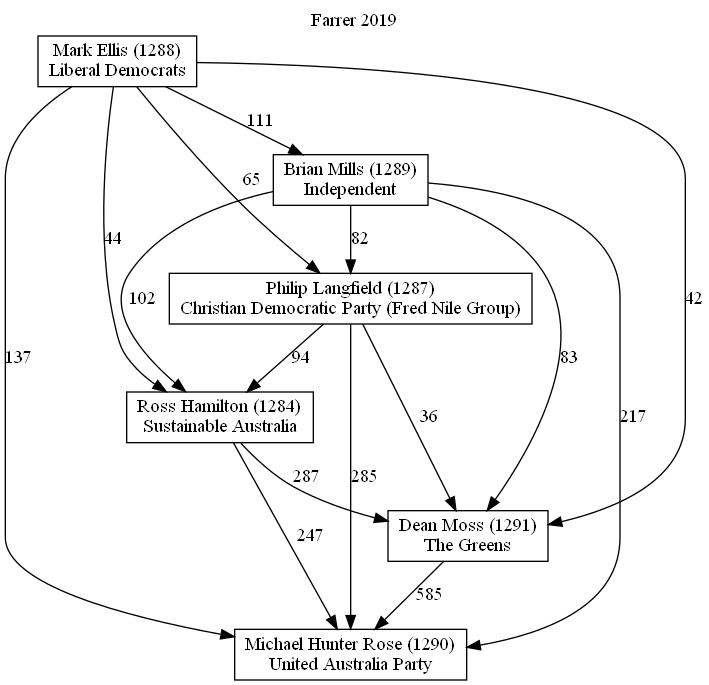 Farrer 2019
Mark Ellis (1288)
Liberal Democrats
111
Brian Mills (1289)
Independent
65
44
82
102
Philip Langfield (1287)
Christian Democratic Party (Fred Nile Group)
42
137
94
83
Ross Hamilton (1284)
Sustainable Australia
36
217
287
285
247
Dean Moss (1291)
The Greens
585
Michael Hunter Rose (1290)
United Australia Party